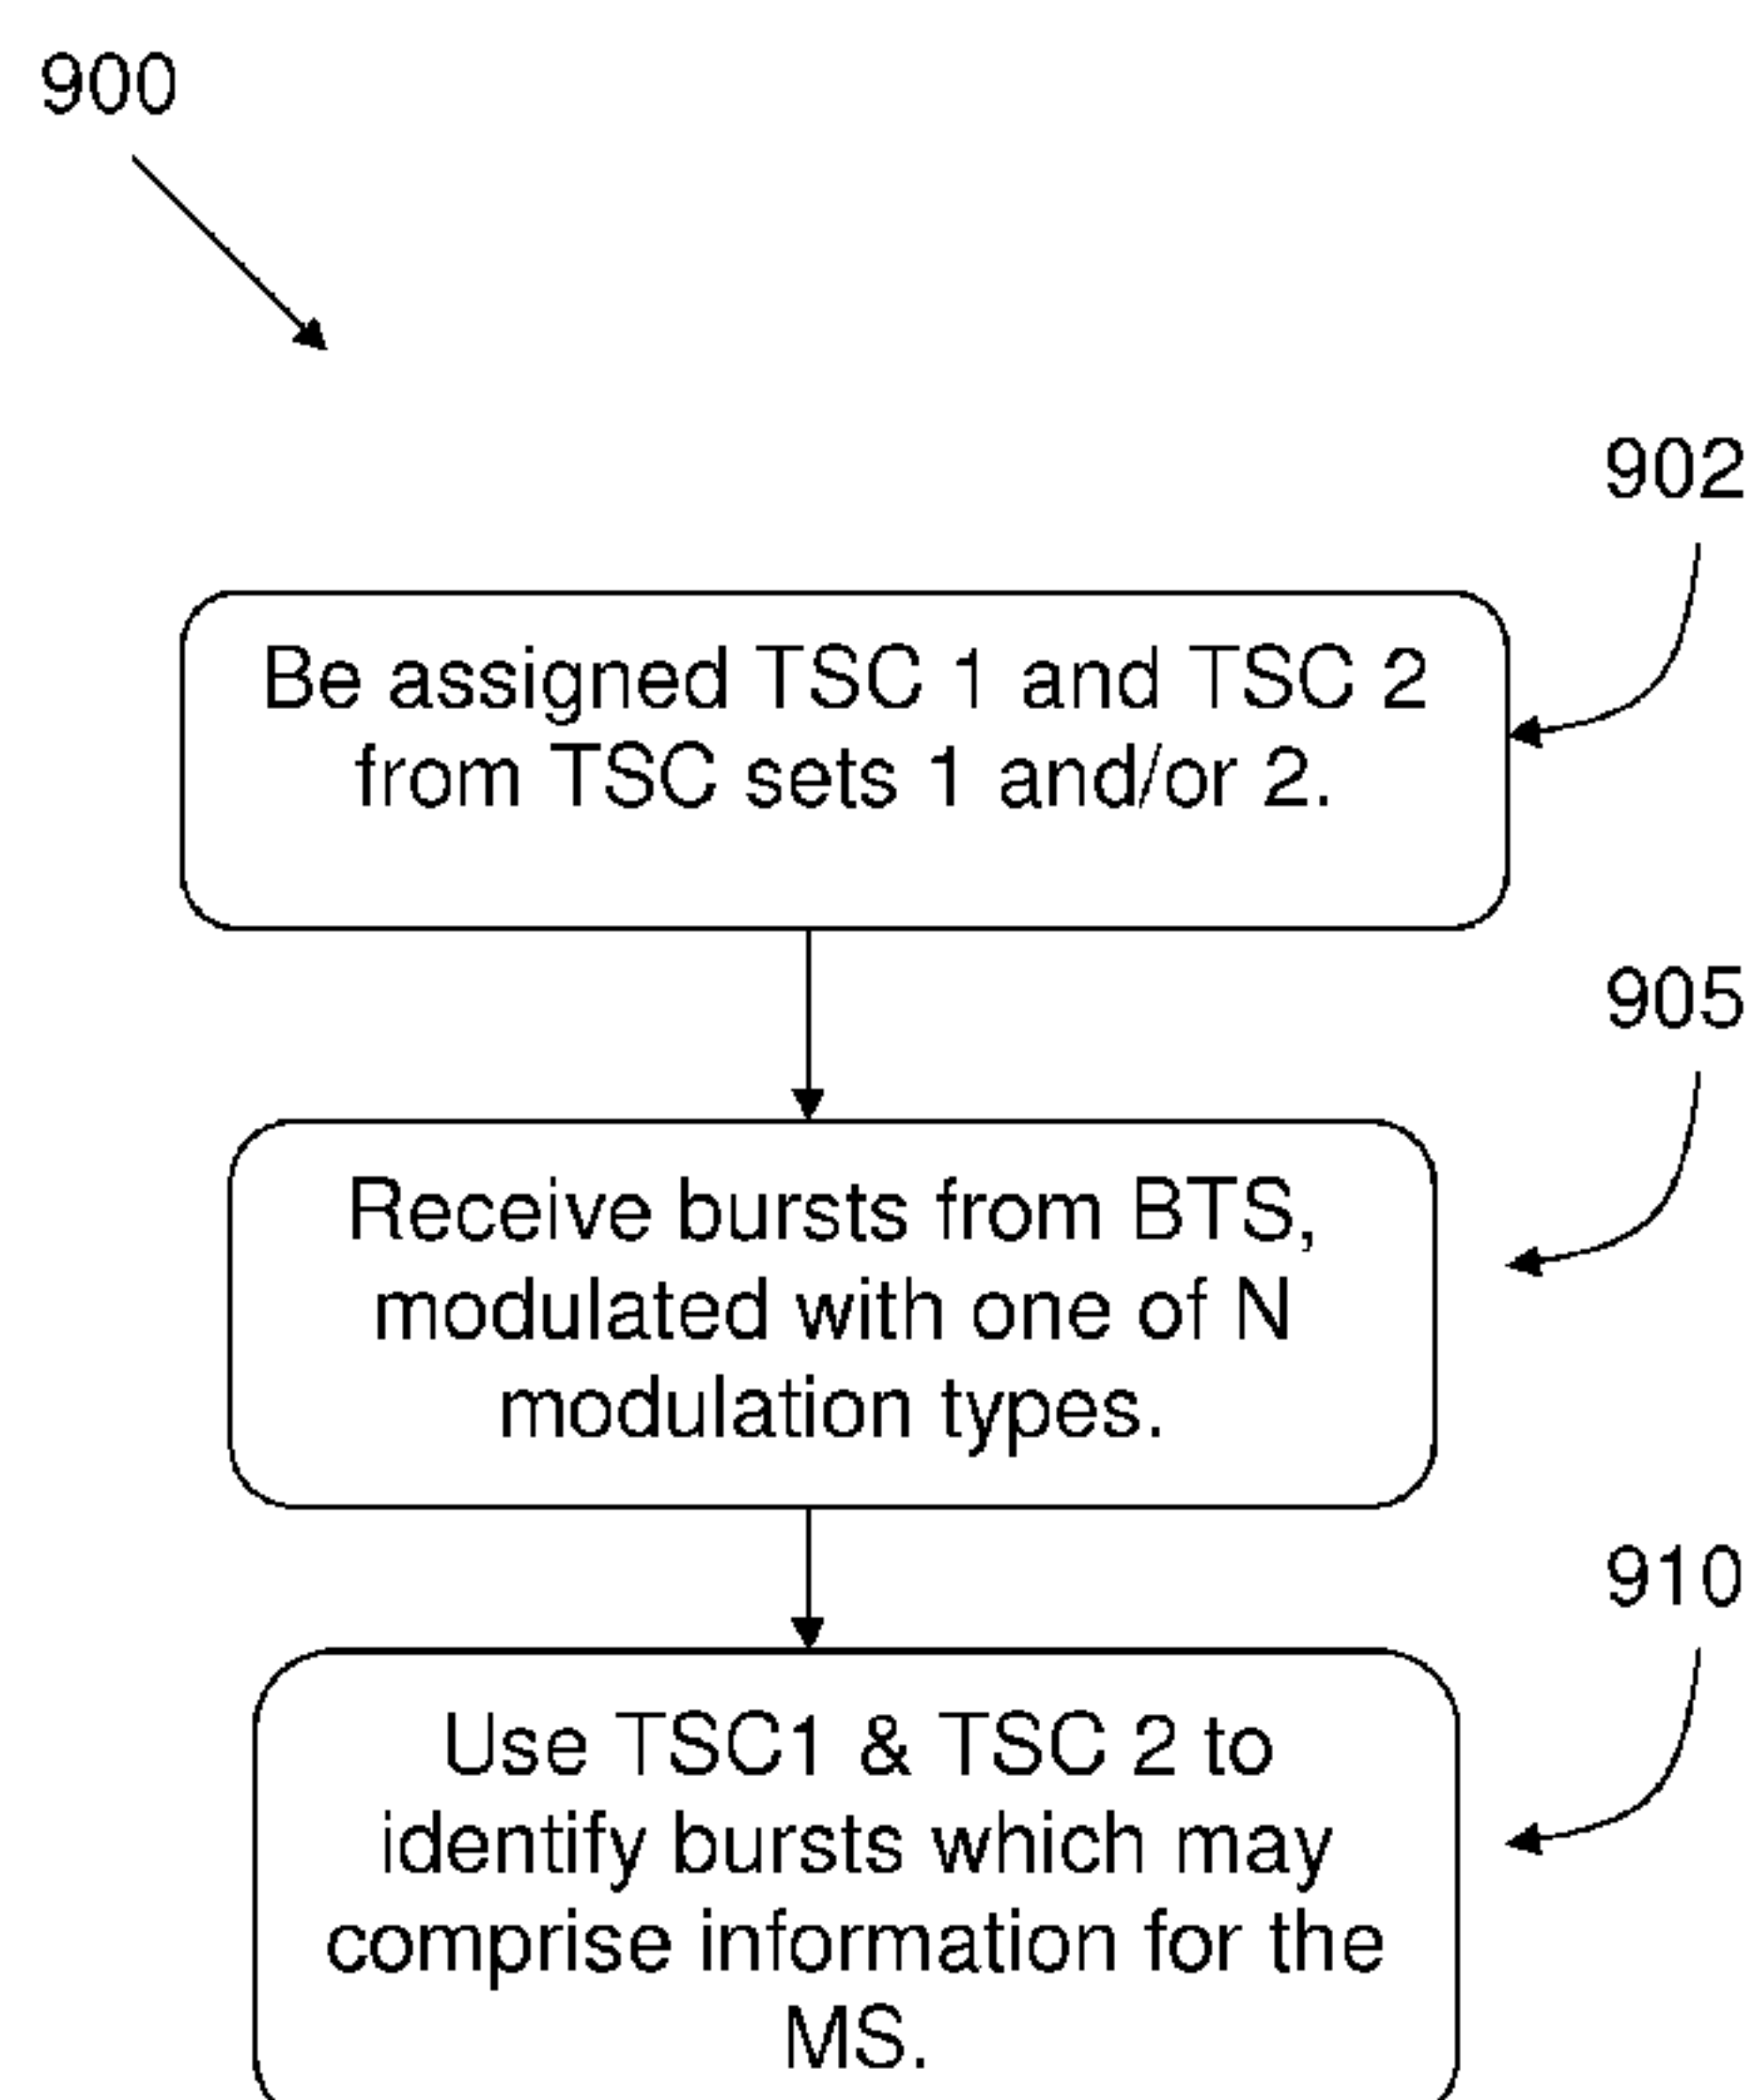 900
902
Be assigned TSC 1 and TSC 2
from TSC sets 1 and/or 2.
905
Receive bursts from BTS,
modulated with one of N
modulation types.
910
Use TSC1 & TSC 2 to
identify bursts which may
comprise information for the
MS.